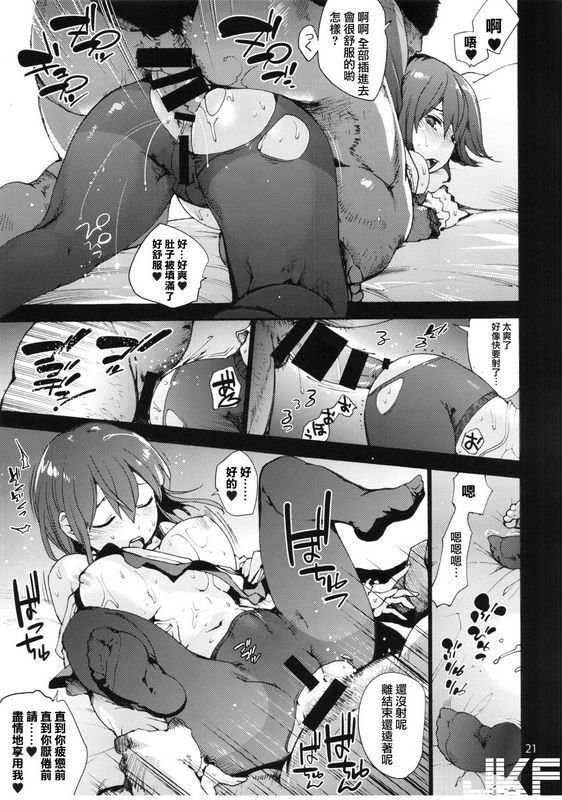 啊♥
唔♥
啊啊全部插進去
會很舒服的喲
怎樣？
好…好爽♥
肚子被填滿了
好舒服♥
太爽了
好像快要射了…
好……
好的♥
嗯
嗯嗯嗯…
還沒射呢
離結束還遠著呢
直到你疲憊前
直到你厭倦前
請……♥
盡情地享用我♥
21
JKF